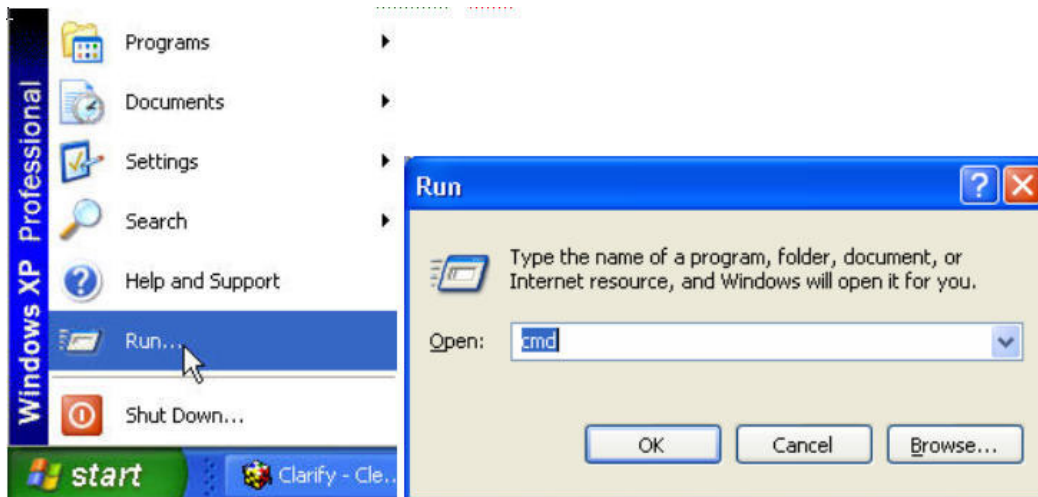 Windows XP Professional
Programs
Documents
Settings
Search
Help and Support
Run...
Shut Down...
start
Clarify - Cle...
Run
Type the name of a program, folder, document, or
Internet resource, and Windows will open it for you.
Open:
cmd
OK
Cancel
Browse...